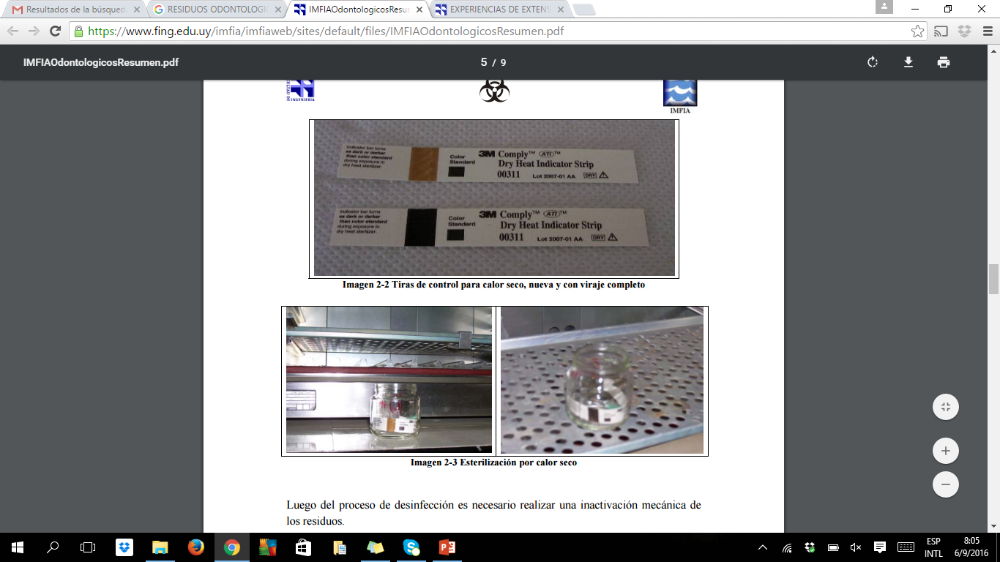 Resultados de la búsqued
RESIDUOS ODONTOLOGI
IMFIAOdontologicosResur
EXPERIENCIAS DE EXTENS
https://www.fing.edu.uy/imfia/imfiaweb/sites/default/files/IMFIAOdontologicosResumen.pdf
IMFIAOdontologicosResumen.pdf
5 / 9
INGENIERIA
IMFIA
Indicator bar turns
as dark or darker
than color standard
during exposure in
dry heat sterilizer.
Color
Standard
3M Comply™ ATI™
Dry Heat Indicator Strip
00311 Lot 2007-01 AA DRY
Indicator bar turns
as dark or darker
than color standard
during exposure in
dry heat sterilizer.
Color
Standard
3M Comply™ ATI™
Dry Heat Indicator Strip
00311 Lot 2007-01 AA DRY
Imagen 2-2 Tiras de control para calor seco, nueva y con viraje completo
Imagen 2-3 Esterilización por calor seco
Luego del proceso de desinfección es necesario realizar una inactivación mecánica de
los residuos.
ESP
INTL
8:05
6/9/2016